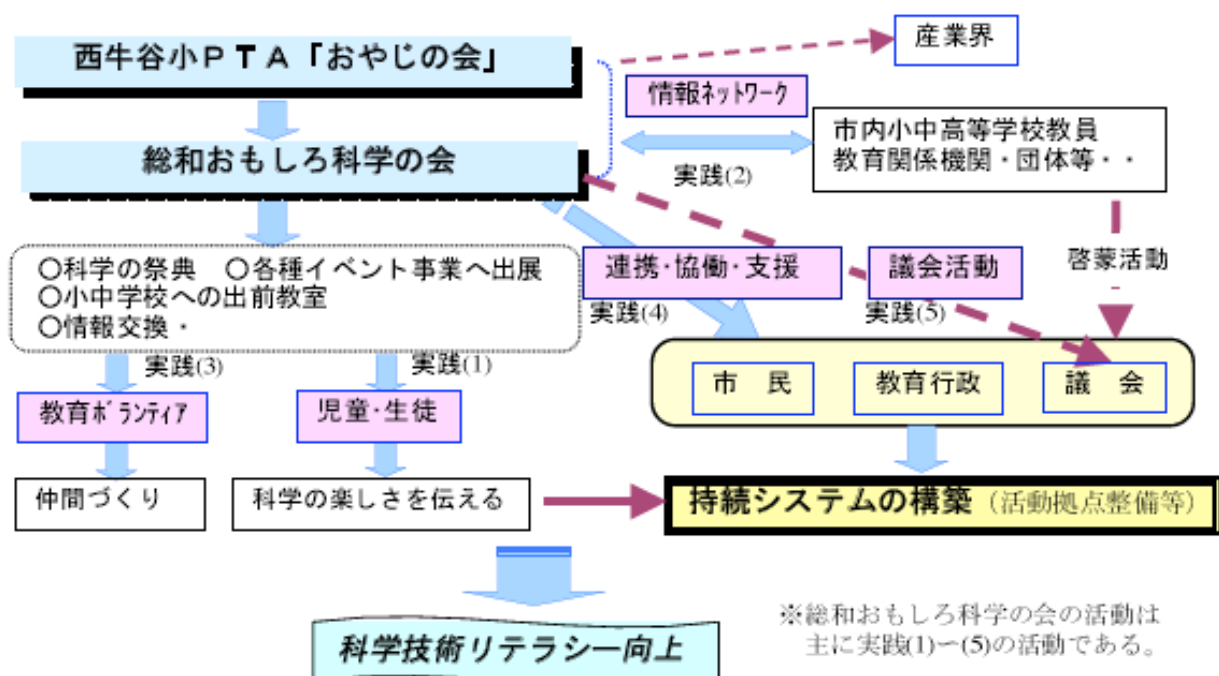 西牛谷小PTA「おやじの会」
産業界
情報ネットワーク
市内小中高等学校教員
教育関係機関・団体等・・
総和おもしろ科学の会
実践(2)
〇科学の祭典 〇各種イベント事業へ出展
〇小中学校への出前教室
〇情報交換・
連携・協働・支援
議会活動
啓蒙活動
実践(4)
実践(5)
実践(3)
実践(1)
市 民
教育行政
議 会
教育ボランティア
児童・生徒
仲間づくり
科学の楽しさを伝える
持続システムの構築(活動拠点整備等)
科学技術リテラシー向上
※総和おもしろ科学の会の活動は
主に実践(1)~(5)の活動である。